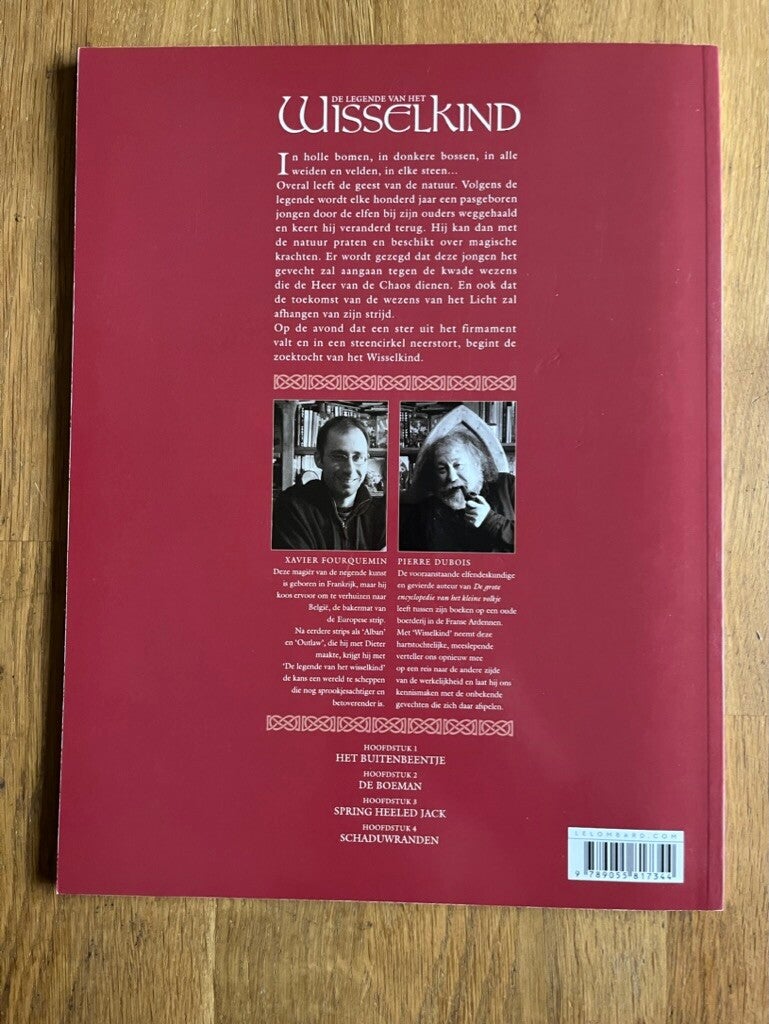 DE LEGENDE VAN HET
WISSELKIND
In holle bomen, in donkere bossen, in alle
weiden en velden, in elke steen...
Overal leeft de geest van de natuur. Volgens de
legende wordt elke honderd jaar een pasgeboren
jongen door de elfen bij zijn ouders weggehaald
en keert hij veranderd terug. Hij kan dan met
de natuur praten en beschikt over magische
krachten. Er wordt gezegd dat deze jongen het
gevecht zal aangaan tegen de kwade wezens
die de Heer van de Chaos dienen. En ook dat
de toekomst van de wezens van het Licht zal
afhangen van zijn strijd.
Op de avond dat een ster uit het firmament
valt en in een steencirkel neerstort, begint de
zoektocht van het Wisselkind.
XAVIER FOURQUEMIN
Deze magiër van de negende kunst
is geboren in Frankrijk, maar hij
koos ervoor om te verhuizen naar
België, de bakermat van
de Europese strip.
Na eerdere strips als 'Alban'
en 'Outlaw', die hij met Dieter
maakte, krijgt hij met
'De legende van het wisselkind'
de kans een wereld te scheppen
die nog sprookjesachtiger en
betoverender is.
PIERRE DUBOIS
De vooraanstaande elfendeskundige
en gevierde auteur van De grote
encyclopedie van het kleine volkje
leeft tussen zijn boeken op een oude
boerderij in de Franse Ardennen.
Met 'Wisselkind' neemt deze
hartstochtelijke, meeslepende
verteller ons opnieuw mee
op een reis naar de andere zijde
van de werkelijkheid en laat hij ons
kennismaken met de onbekende
gevechten die zich daar afspelen.
HOOFDSTUK 1
HET BUITENBEENTJE
HOOFDSTUK 2
DE BOEMAN
HOOFDSTUK 3
SPRING HEELED JACK
HOOFDSTUK 4
SCHADUWRANDEN
LELOMBARD.COM
9 789055 817344